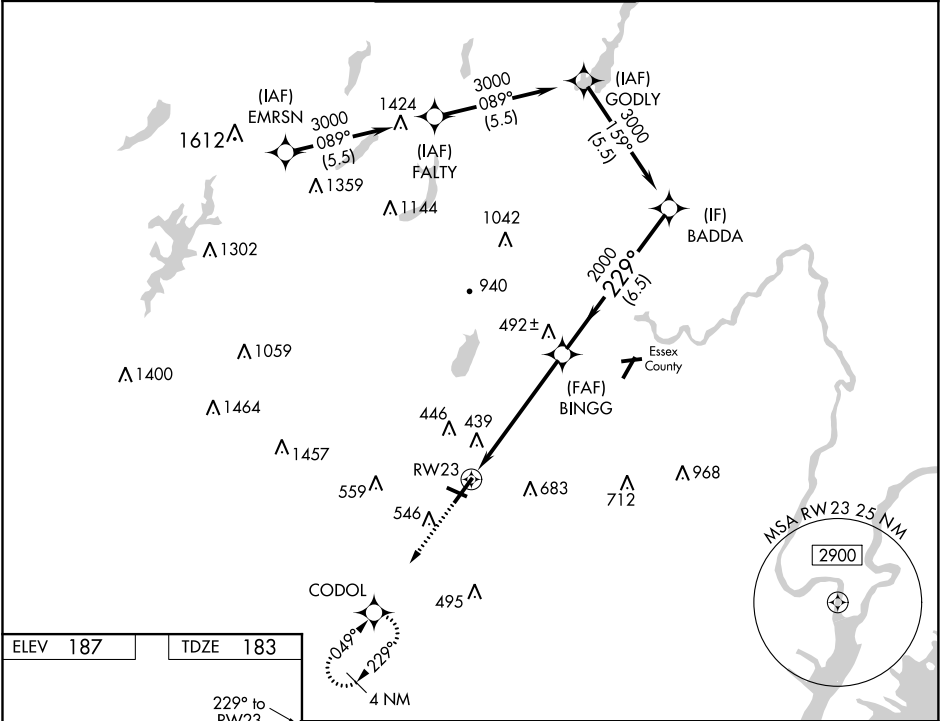 (IAF)
GODLY
3000
089°
(5.5)
(IAF)
EMRSN
1424
3000
089°
(5.5)
3000
159°
(5.5)
1612
(IAF)
FALTY
1359
1144
1042
(IF)
BADDA
1302
2000
229°
(6.5)
940
492±
1059
Essex
County
1400
(FAF)
BINGG
1464
446
439
1457
RW23
559
683
712
968
546
MSA RW 23 25 NM
2900
CODOL
495
049°
229°
4 NM
ELEV 187
TDZE 183
229° to
RW23